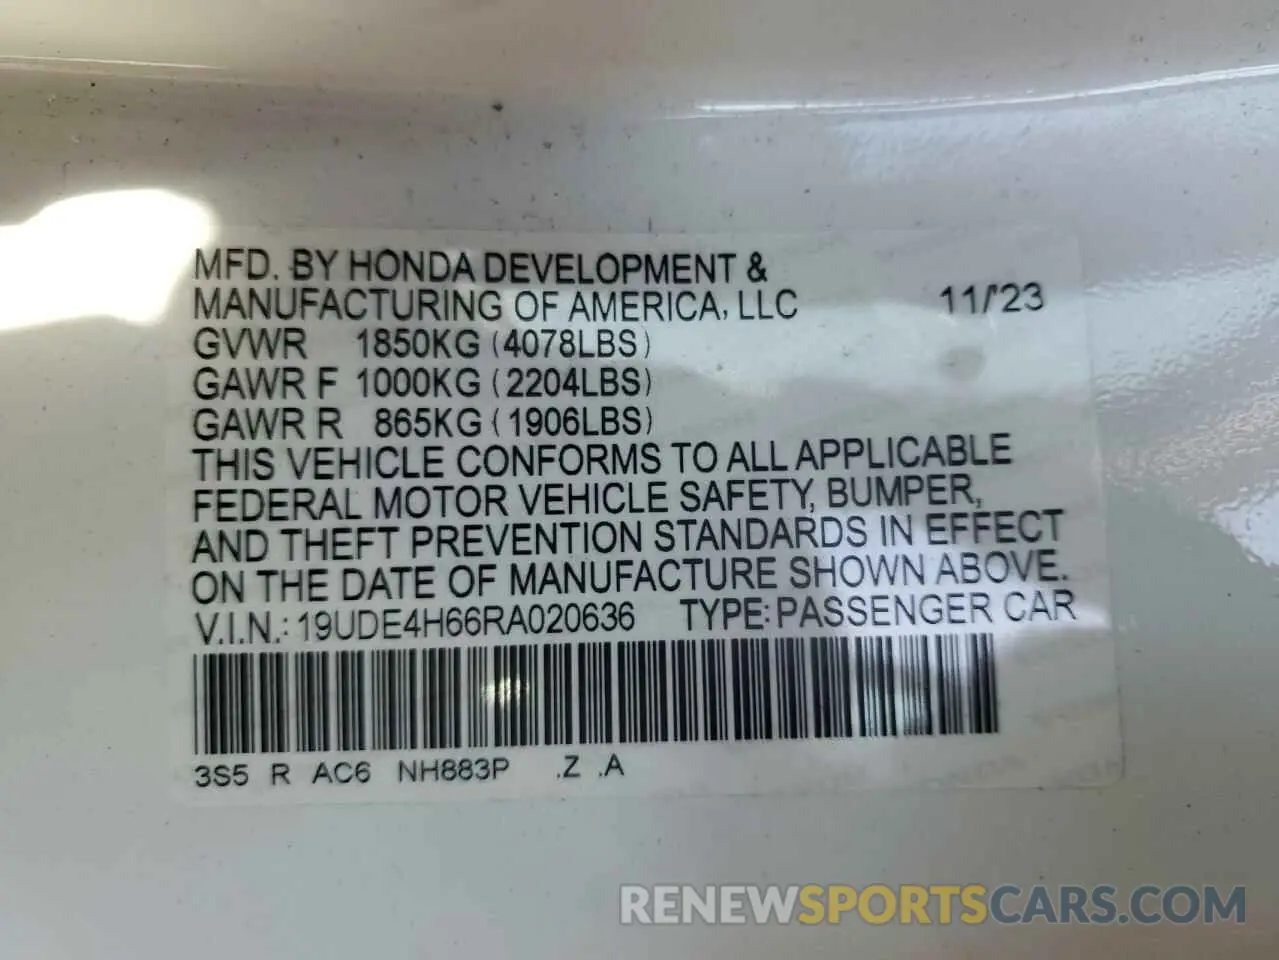 MFD. BY HONDA DEVELOPMENT &
MANUFACTURING OF AMERICA, LLC 11/'23
GVWR 1850KG (4078LBS)
GAWR F 1000KG (2204LBS)
GAWR R 865KG (1906LBS)
THIS VEHICLE CONFORMS TO ALL APPLICABLE
FEDERAL MOTOR VEHICLE SAFETY, BUMPER,
AND THEFT PREVENTION STANDARDS IN EFFECT
ON THE DATE OF MANUFACTURE SHOWN ABOVE.
V.I.N.: 19UDE4H66RA020636 TYPE: PASSENGER CAR
3S5 R AC6 NH883P .Z .A
RENEWSPORTSCARS.COM